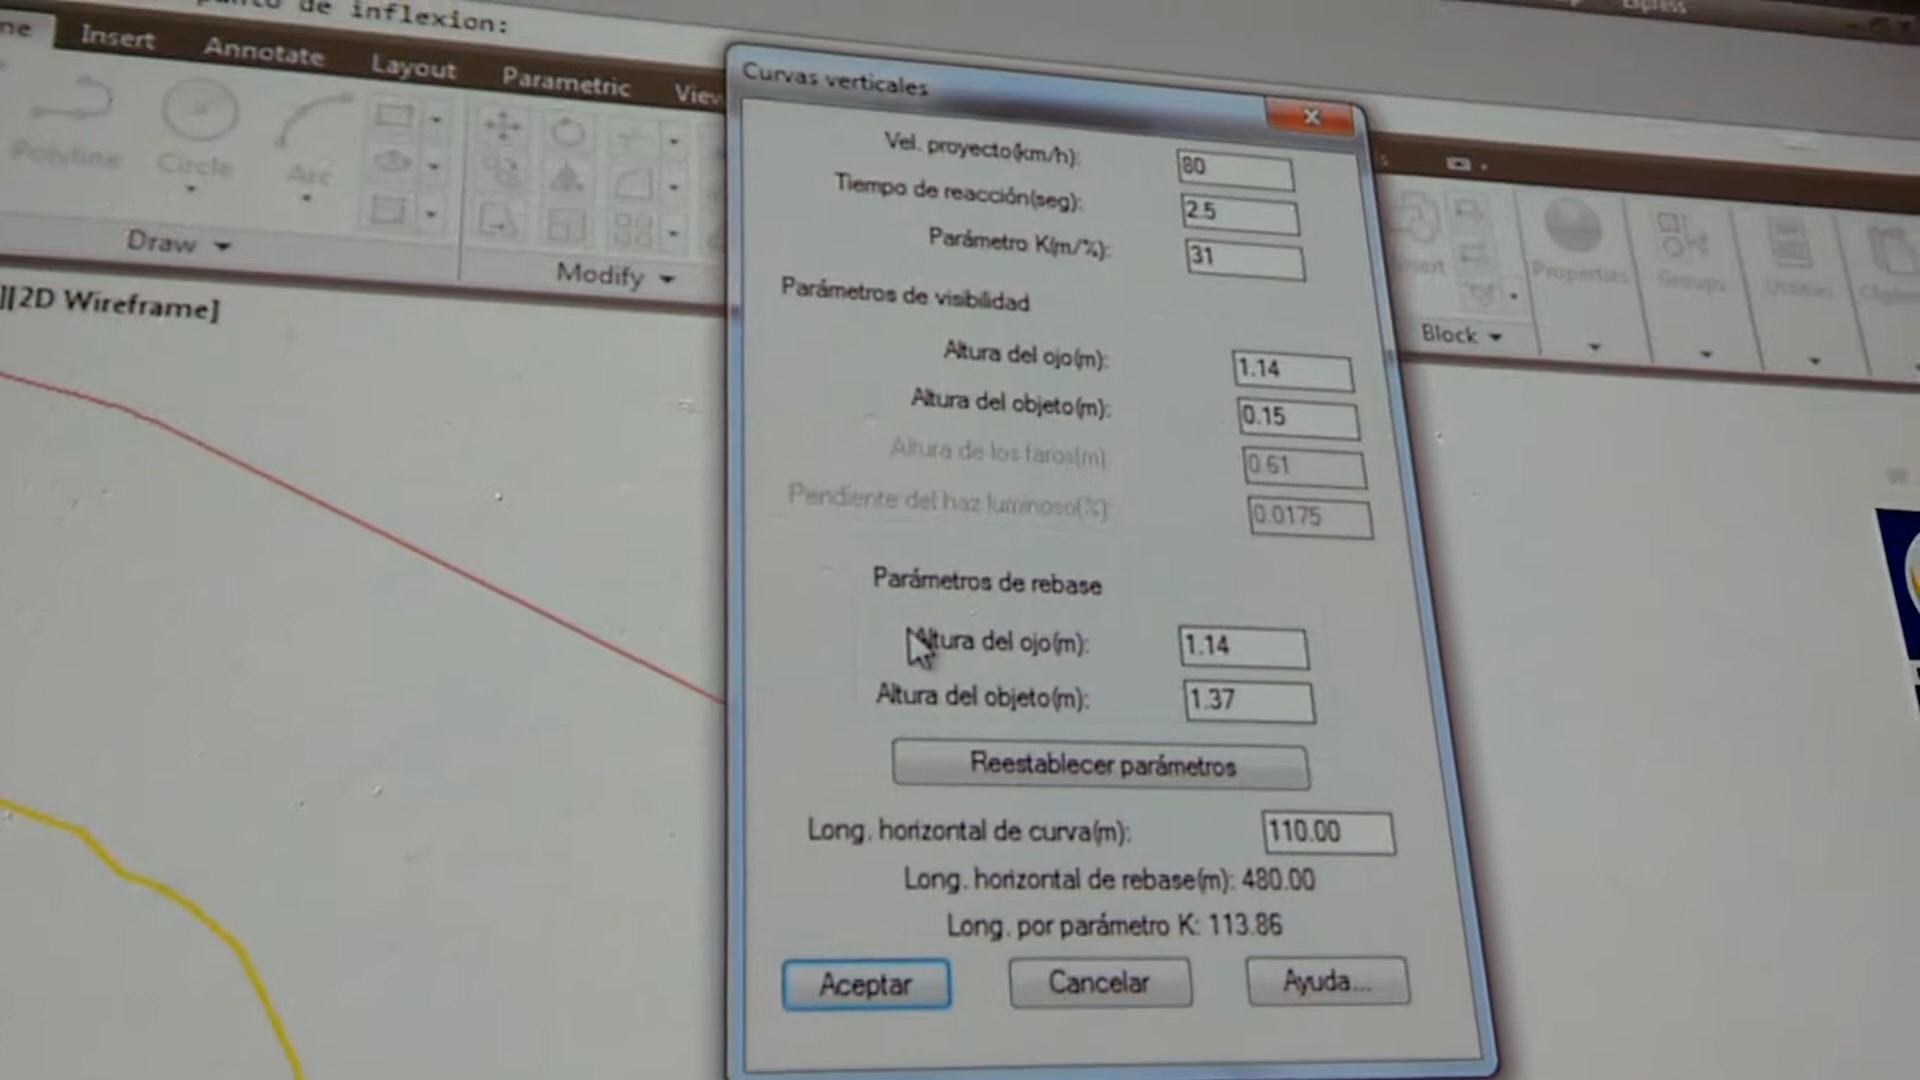 de inflexion:
Express
Insert
Annotate
Layout
Parametric
Polyline
Circle
Arc
Draw
Modify
Properties
Groups
Utilities
Block
][2D Wireframe]
Curvas verticales
Vel. proyecto(km/h): 80
Tiempo de reacción(seg): 2.5
Parámetro K(m/%): 31
Parámetros de visibilidad
Altura del ojo(m): 1.14
Altura del objeto(m): 0.15
Altura de los faros(m) 0.61
Pendiente del haz luminoso(%): 0.0175
Parámetros de rebase
Altura del ojo(m): 1.14
Altura del objeto(m): 1.37
Reestablecer parámetros
Long. horizontal de curva(m): 110.00
Long. horizontal de rebase(m): 480.00
Long. por parámetro K: 113.86
Aceptar
Cancelar
Ayuda...